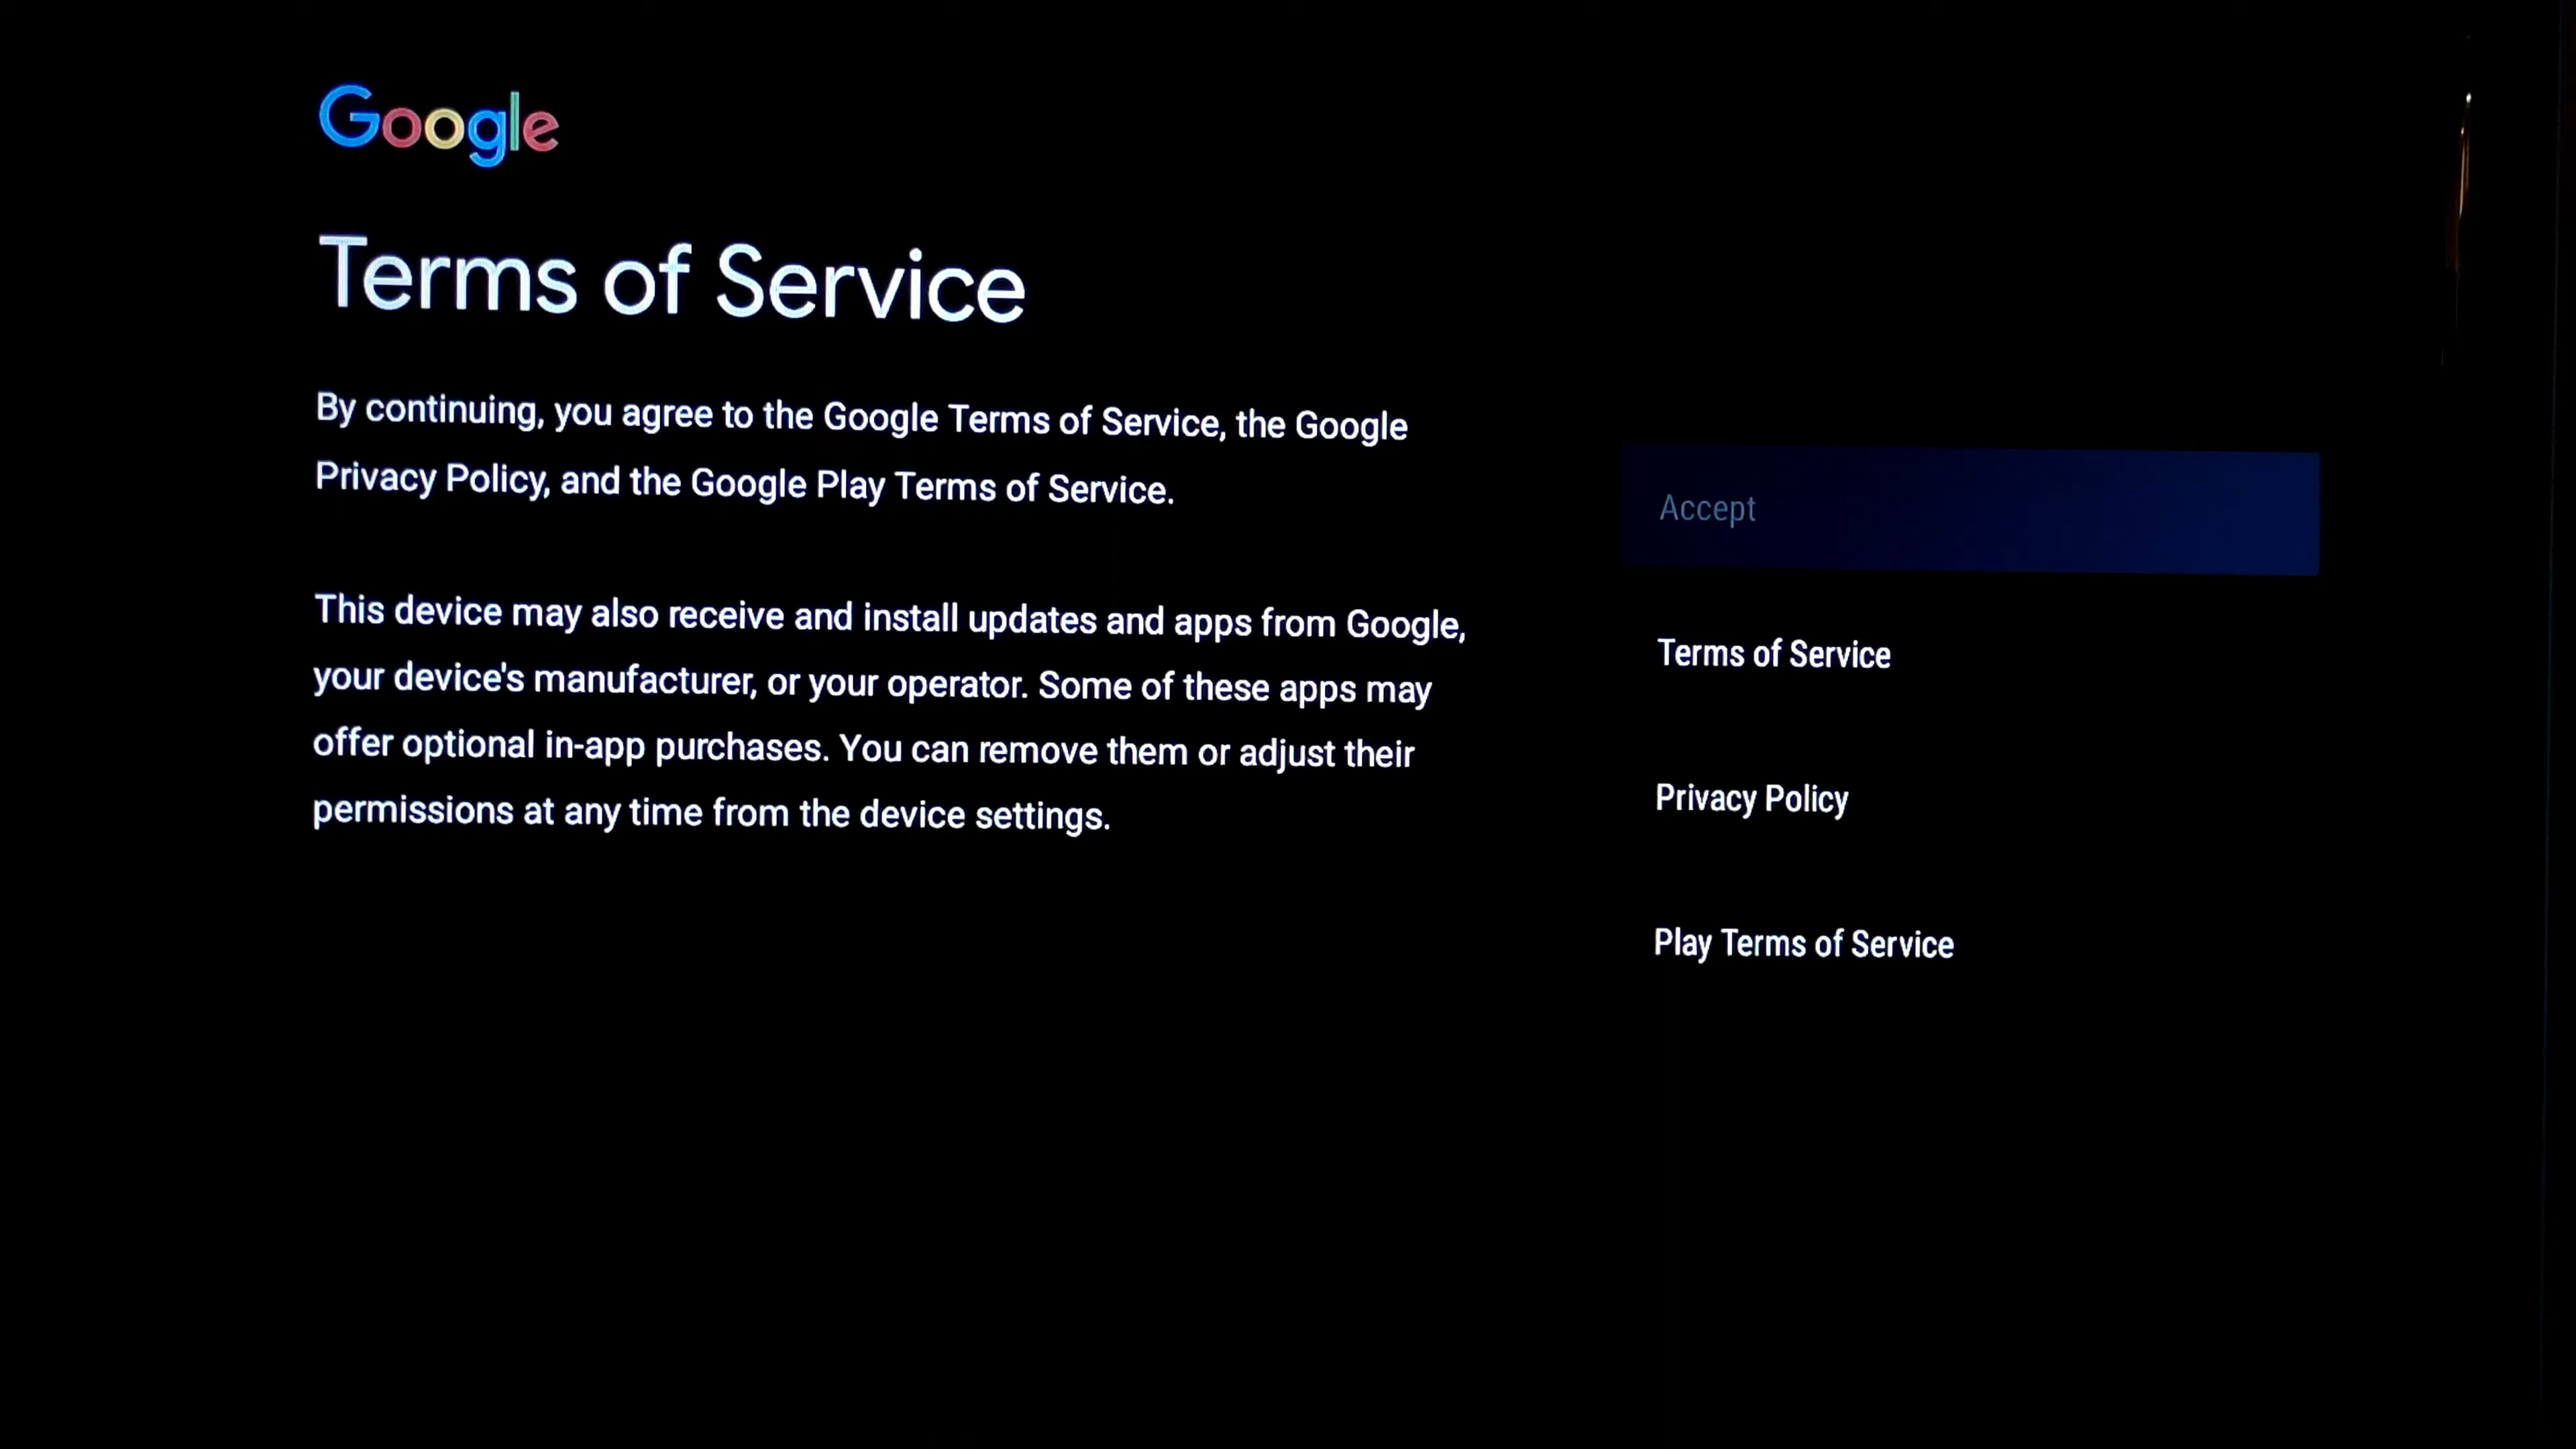 Google
Terms of Service
By continuing, you agree to the Google Terms of Service, the Google
Privacy Policy, and the Google Play Terms of Service.
This device may also receive and install updates and apps from Google,
your device's manufacturer, or your operator. Some of these apps may
offer optional in-app purchases. You can remove them or adjust their
permissions at any time from the device settings.
Accept
Terms of Service
Privacy Policy
Play Terms of Service